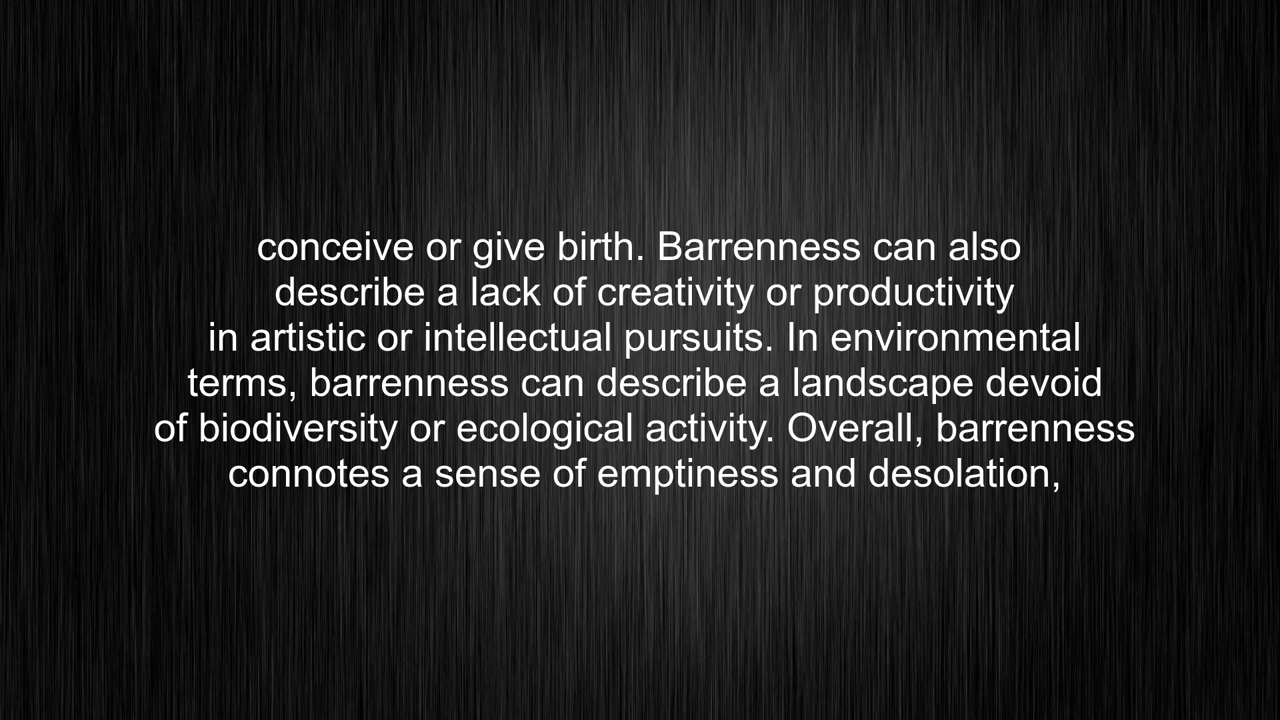 conceive or give birth. Barrenness can also
describe a lack of creativity or productivity
in artistic or intellectual pursuits. In environmental
terms, barrenness can describe a landscape devoid
of biodiversity or ecological activity. Overall, barrenness
connotes a sense of emptiness and desolation,